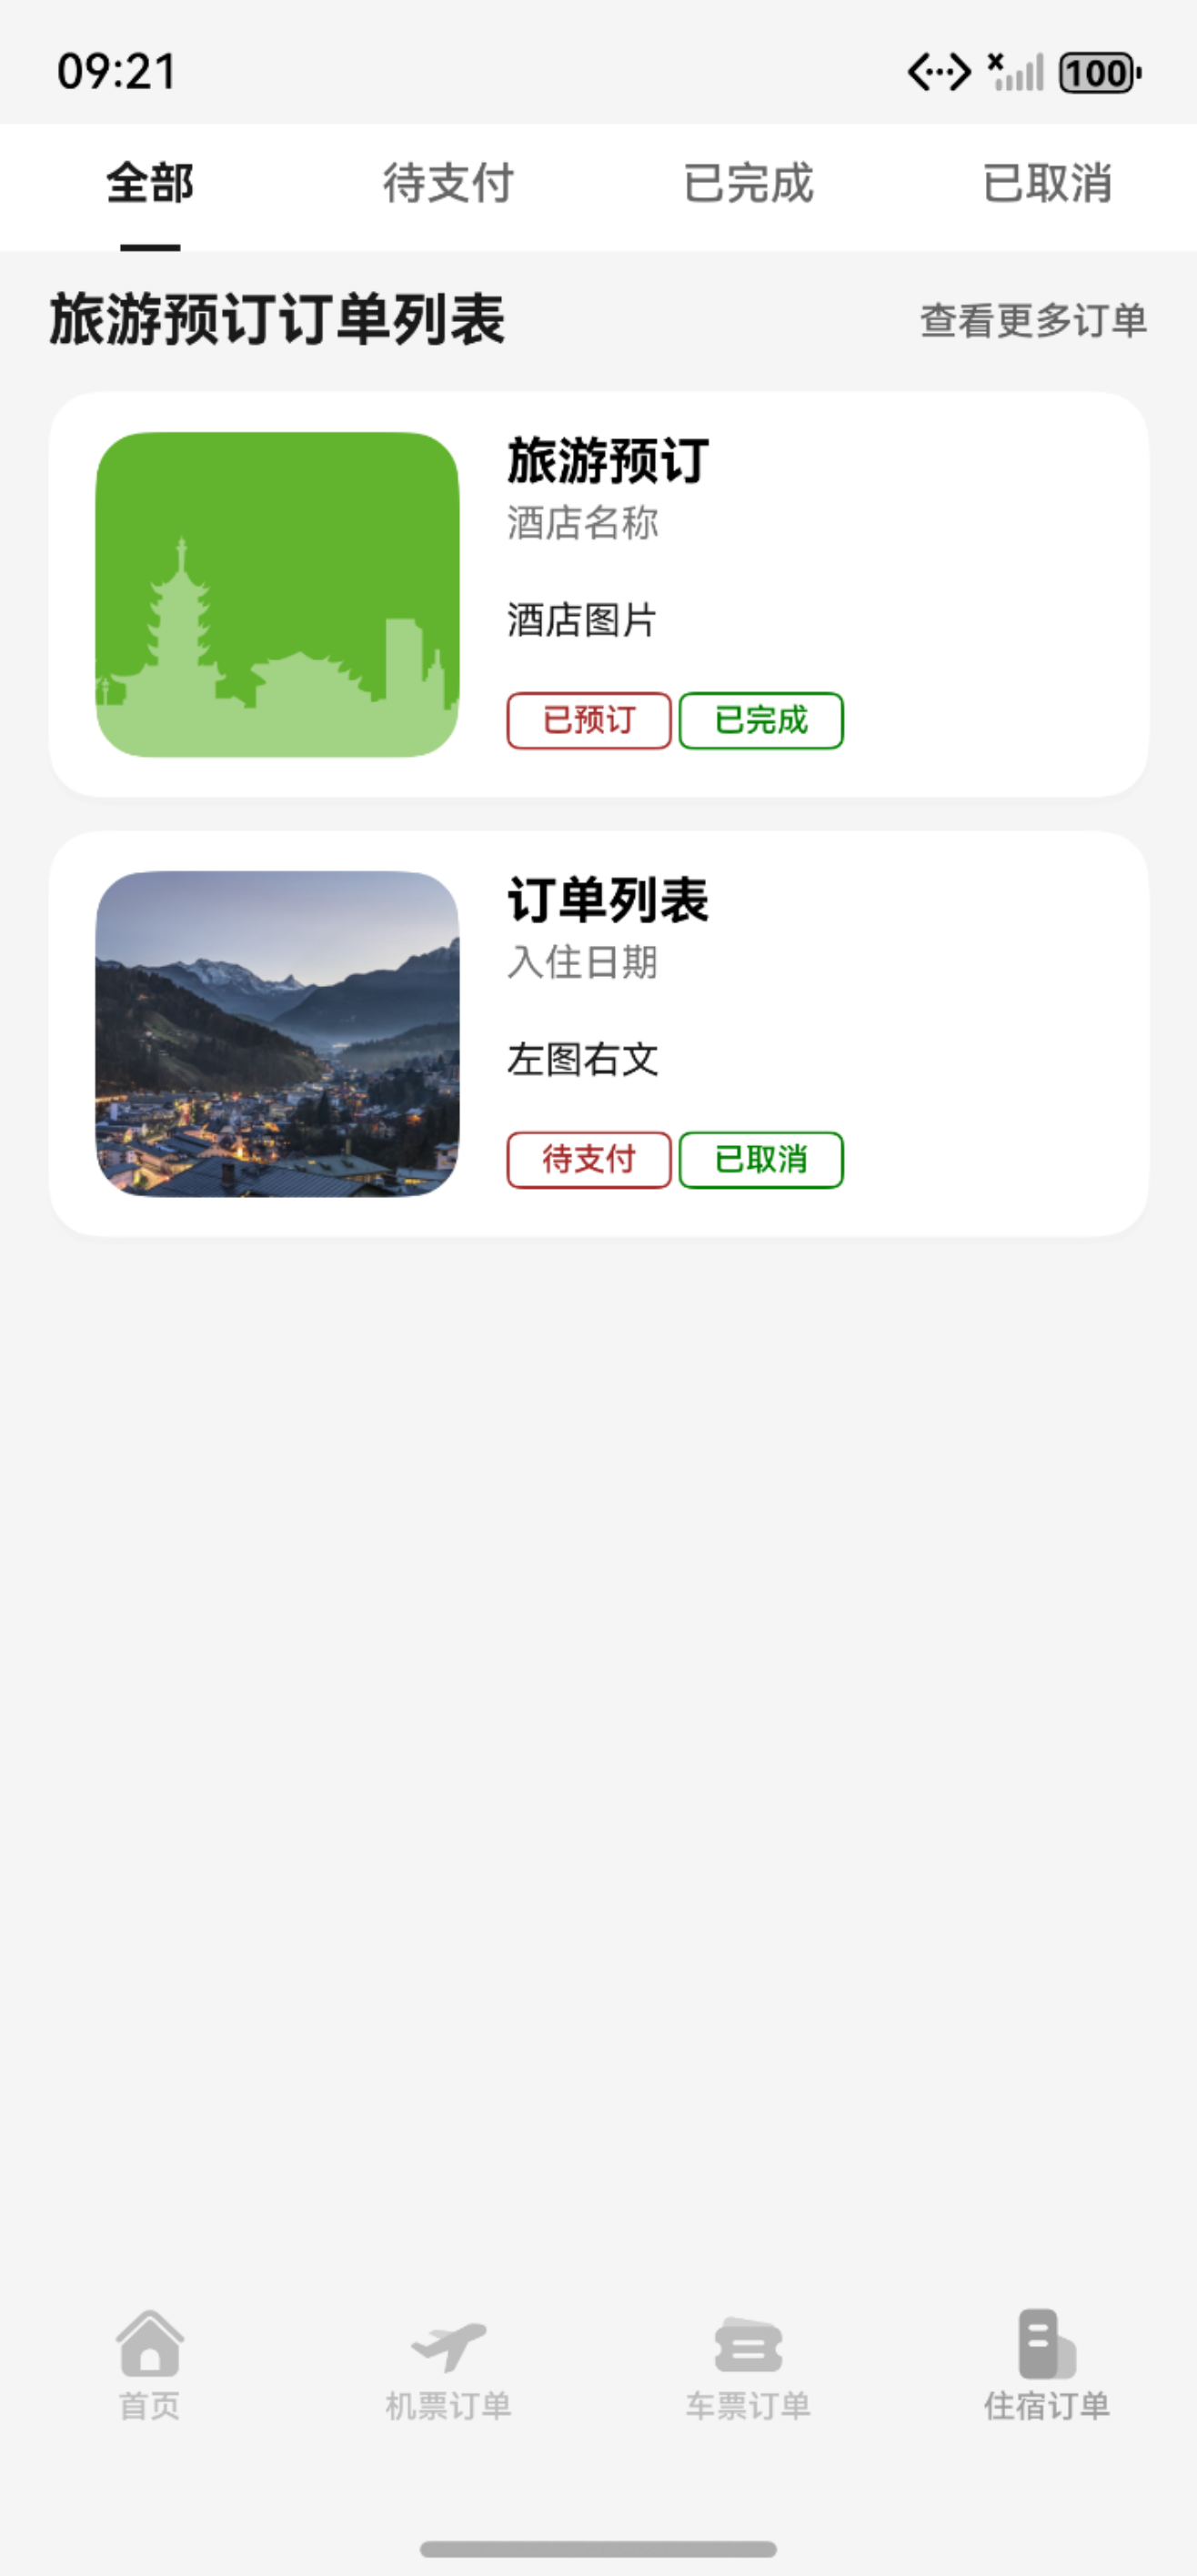 09:21
100
全部 待支付 已完成 已取消
旅游预订订单列表 查看更多订单
旅游预订
酒店名称
酒店图片
已预订 已完成
订单列表
入住日期
左图右文
待支付 已取消
首页 机票订单 车票订单 住宿订单